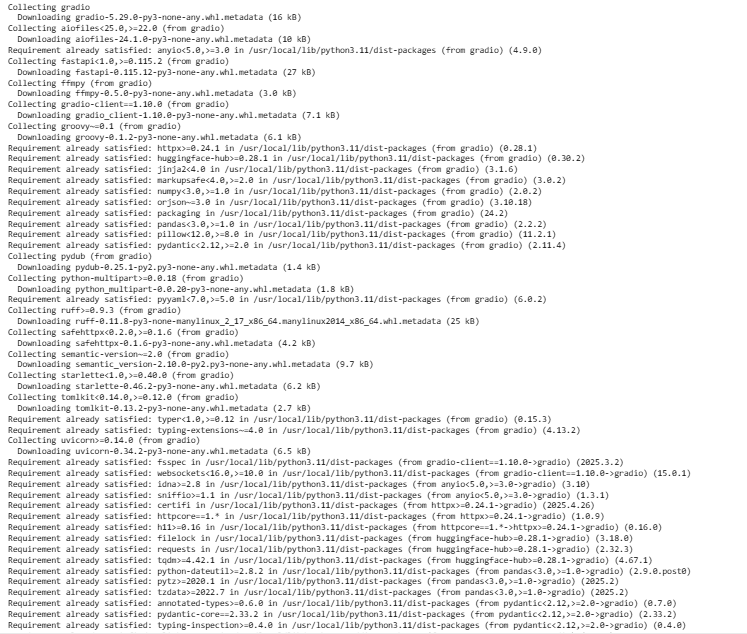 Collecting gradio
  Downloading gradio-5.29.0-py3-none-any.whl.metadata (16 kB)
Collecting aiofiles<25.0,>=22.0 (from gradio)
  Downloading aiofiles-24.1.0-py3-none-any.whl.metadata (10 kB)
Requirement already satisfied: anyio<5.0,>=3.0 in /usr/local/lib/python3.11/dist-packages (from gradio) (4.9.0)
Collecting fastapi<1.0,>=0.115.2 (from gradio)
  Downloading fastapi-0.115.12-py3-none-any.whl.metadata (27 kB)
Collecting ffmpy (from gradio)
  Downloading ffmpy-0.5.0-py3-none-any.whl.metadata (3.0 kB)
Collecting gradio-client==1.10.0 (from gradio)
  Downloading gradio_client-1.10.0-py3-none-any.whl.metadata (7.1 kB)
Collecting groovy~=0.1 (from gradio)
  Downloading groovy-0.1.2-py3-none-any.whl.metadata (6.1 kB)
Requirement already satisfied: httpx>=0.24.1 in /usr/local/lib/python3.11/dist-packages (from gradio) (0.28.1)
Requirement already satisfied: huggingface-hub>=0.28.1 in /usr/local/lib/python3.11/dist-packages (from gradio) (0.30.2)
Requirement already satisfied: jinja2<4.0 in /usr/local/lib/python3.11/dist-packages (from gradio) (3.1.6)
Requirement already satisfied: markupsafe<4.0,>=2.0 in /usr/local/lib/python3.11/dist-packages (from gradio) (3.0.2)
Requirement already satisfied: numpy<3.0,>=1.0 in /usr/local/lib/python3.11/dist-packages (from gradio) (2.0.2)
Requirement already satisfied: orjson~=3.0 in /usr/local/lib/python3.11/dist-packages (from gradio) (3.10.18)
Requirement already satisfied: packaging in /usr/local/lib/python3.11/dist-packages (from gradio) (24.2)
Requirement already satisfied: pandas<3.0,>=1.0 in /usr/local/lib/python3.11/dist-packages (from gradio) (2.2.2)
Requirement already satisfied: pillow<12.0,>=8.0 in /usr/local/lib/python3.11/dist-packages (from gradio) (11.2.1)
Requirement already satisfied: pydantic<2.12,>=2.0 in /usr/local/lib/python3.11/dist-packages (from gradio) (2.11.4)
Collecting pydub (from gradio)
  Downloading pydub-0.25.1-py2.py3-none-any.whl.metadata (1.4 kB)
Collecting python-multipart>=0.0.18 (from gradio)
  Downloading python_multipart-0.0.20-py3-none-any.whl.metadata (1.8 kB)
Requirement already satisfied: pyyaml<7.0,>=5.0 in /usr/local/lib/python3.11/dist-packages (from gradio) (6.0.2)
Collecting ruff>=0.9.3 (from gradio)
  Downloading ruff-0.11.8-py3-none-manylinux_2_17_x86_64.manylinux2014_x86_64.whl.metadata (25 kB)
Collecting safehttpx<0.2.0,>=0.1.6 (from gradio)
  Downloading safehttpx-0.1.6-py3-none-any.whl.metadata (4.2 kB)
Collecting semantic-version~=2.0 (from gradio)
  Downloading semantic_version-2.10.0-py2.py3-none-any.whl.metadata (9.7 kB)
Collecting starlette<1.0,>=0.40.0 (from gradio)
  Downloading starlette-0.46.2-py3-none-any.whl.metadata (6.2 kB)
Collecting tomlkit<0.14.0,>=0.12.0 (from gradio)
  Downloading tomlkit-0.13.2-py3-none-any.whl.metadata (2.7 kB)
Requirement already satisfied: typer<1.0,>=0.12 in /usr/local/lib/python3.11/dist-packages (from gradio) (0.15.3)
Requirement already satisfied: typing-extensions~=4.0 in /usr/local/lib/python3.11/dist-packages (from gradio) (4.13.2)
Collecting uvicorn>=0.14.0 (from gradio)
  Downloading uvicorn-0.34.2-py3-none-any.whl.metadata (6.5 kB)
Requirement already satisfied: fsspec in /usr/local/lib/python3.11/dist-packages (from gradio-client==1.10.0->gradio) (2025.3.2)
Requirement already satisfied: websockets<16.0,>=10.0 in /usr/local/lib/python3.11/dist-packages (from gradio-client==1.10.0->gradio) (15.0.1)
Requirement already satisfied: idna>=2.8 in /usr/local/lib/python3.11/dist-packages (from anyio<5.0,>=3.0->gradio) (3.10)
Requirement already satisfied: sniffio>=1.1 in /usr/local/lib/python3.11/dist-packages (from anyio<5.0,>=3.0->gradio) (1.3.1)
Requirement already satisfied: certifi in /usr/local/lib/python3.11/dist-packages (from httpx>=0.24.1->gradio) (2025.4.26)
Requirement already satisfied: httpcore==1.* in /usr/local/lib/python3.11/dist-packages (from httpx>=0.24.1->gradio) (1.0.9)
Requirement already satisfied: h11>=0.16 in /usr/local/lib/python3.11/dist-packages (from httpcore==1.*->httpx>=0.24.1->gradio) (0.16.0)
Requirement already satisfied: filelock in /usr/local/lib/python3.11/dist-packages (from huggingface-hub>=0.28.1->gradio) (3.18.0)
Requirement already satisfied: requests in /usr/local/lib/python3.11/dist-packages (from huggingface-hub>=0.28.1->gradio) (2.32.3)
Requirement already satisfied: tqdm>=4.42.1 in /usr/local/lib/python3.11/dist-packages (from huggingface-hub>=0.28.1->gradio) (4.67.1)
Requirement already satisfied: python-dateutil>=2.8.2 in /usr/local/lib/python3.11/dist-packages (from pandas<3.0,>=1.0->gradio) (2.9.0.post0)
Requirement already satisfied: pytz>=2020.1 in /usr/local/lib/python3.11/dist-packages (from pandas<3.0,>=1.0->gradio) (2025.2)
Requirement already satisfied: tzdata>=2022.7 in /usr/local/lib/python3.11/dist-packages (from pandas<3.0,>=1.0->gradio) (2025.2)
Requirement already satisfied: annotated-types>=0.6.0 in /usr/local/lib/python3.11/dist-packages (from pydantic<2.12,>=2.0->gradio) (0.7.0)
Requirement already satisfied: pydantic-core==2.33.2 in /usr/local/lib/python3.11/dist-packages (from pydantic<2.12,>=2.0->gradio) (2.33.2)
Requirement already satisfied: typing-inspection>=0.4.0 in /usr/local/lib/python3.11/dist-packages (from pydantic<2.12,>=2.0->gradio) (0.4.0)